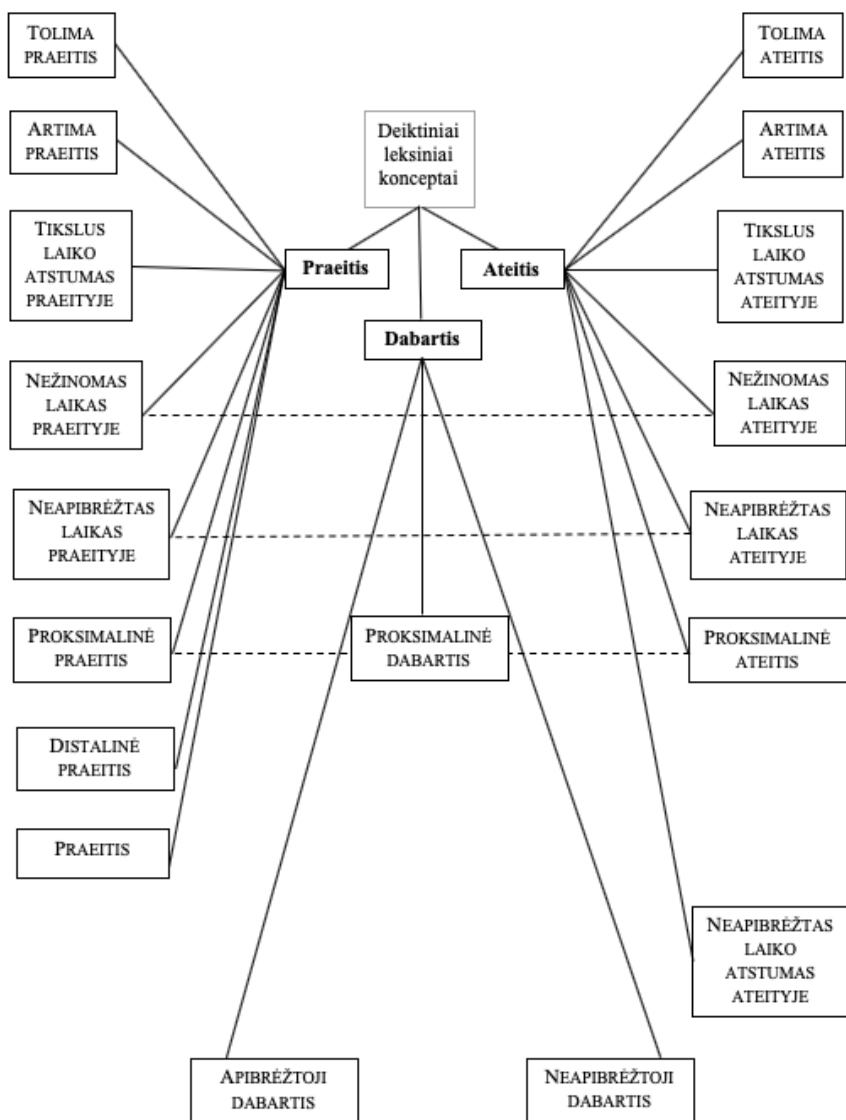 TOLIMA
PRAEITIS
TOLIMA
ATEITIS
ARTIMA
PRAEITIS
Deiktiniai
leksiniai
konceptai
ARTIMA
ATEITIS
TIKSLUS
LAIKO
ATSTUMAS
PRAEITYJE
Praeitis
Ateitis
TIKSLUS
LAIKO
ATSTUMAS
ATEITYJE
Dabartis
NEŽINOMAS
LAIKAS
PRAEITYJE
NEŽINOMAS
LAIKAS
ATEITYJE
NEAPIBRĖŽTAS
LAIKAS
PRAEITYJE
NEAPIBRĖŽTAS
LAIKAS
ATEITYJE
PROKSIMALINĖ
PRAEITIS
PROKSIMALINĖ
DABARTIS
PROKSIMALINĖ
ATEITIS
DISTALINĖ
PRAEITIS
PRAEITIS
NEAPIBRĖŽTAS
LAIKO
ATSTUMAS
ATEITYJE
APIBRĖŽTOJI
DABARTIS
NEAPIBRĖŽTOJI
DABARTIS